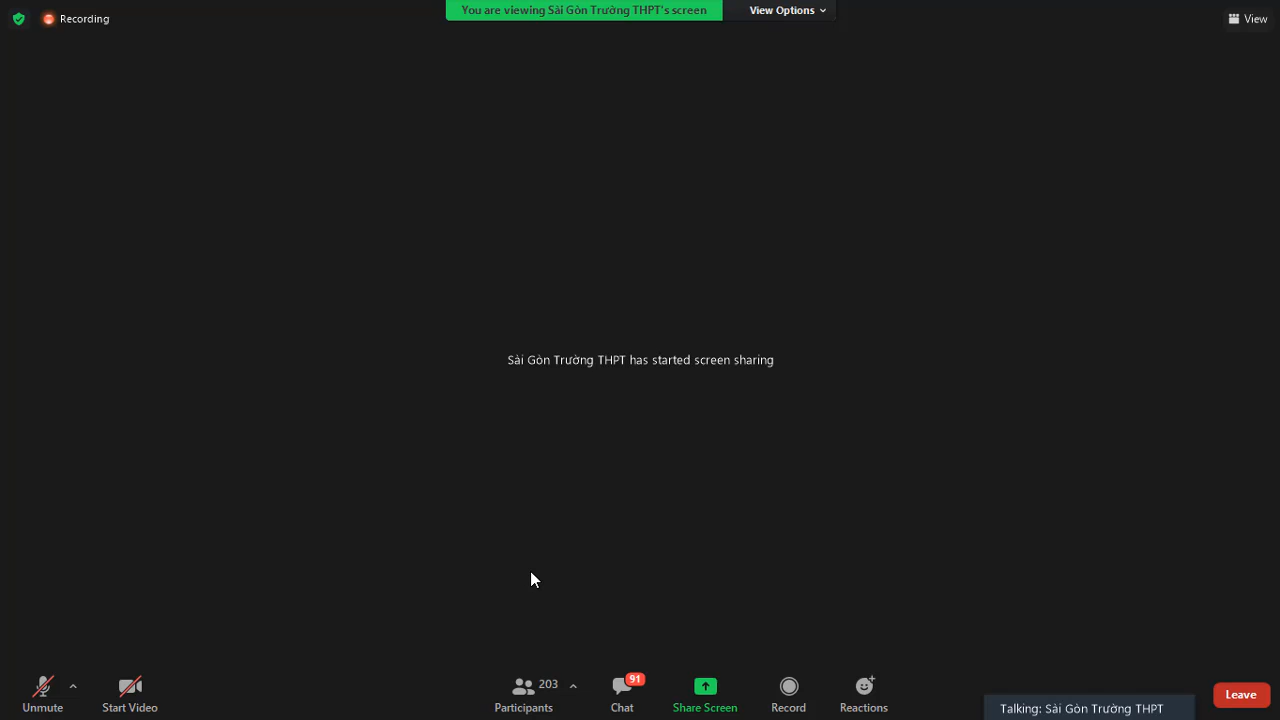 Recording
You are viewing Sài Gòn Trường THPT's screen
View Options
View
Sài Gòn Trường THPT has started screen sharing
Unmute
Start Video
203
Participants
91
Chat
Share Screen
Record
Reactions
Talking: Sài Gòn Trường THPT
Leave